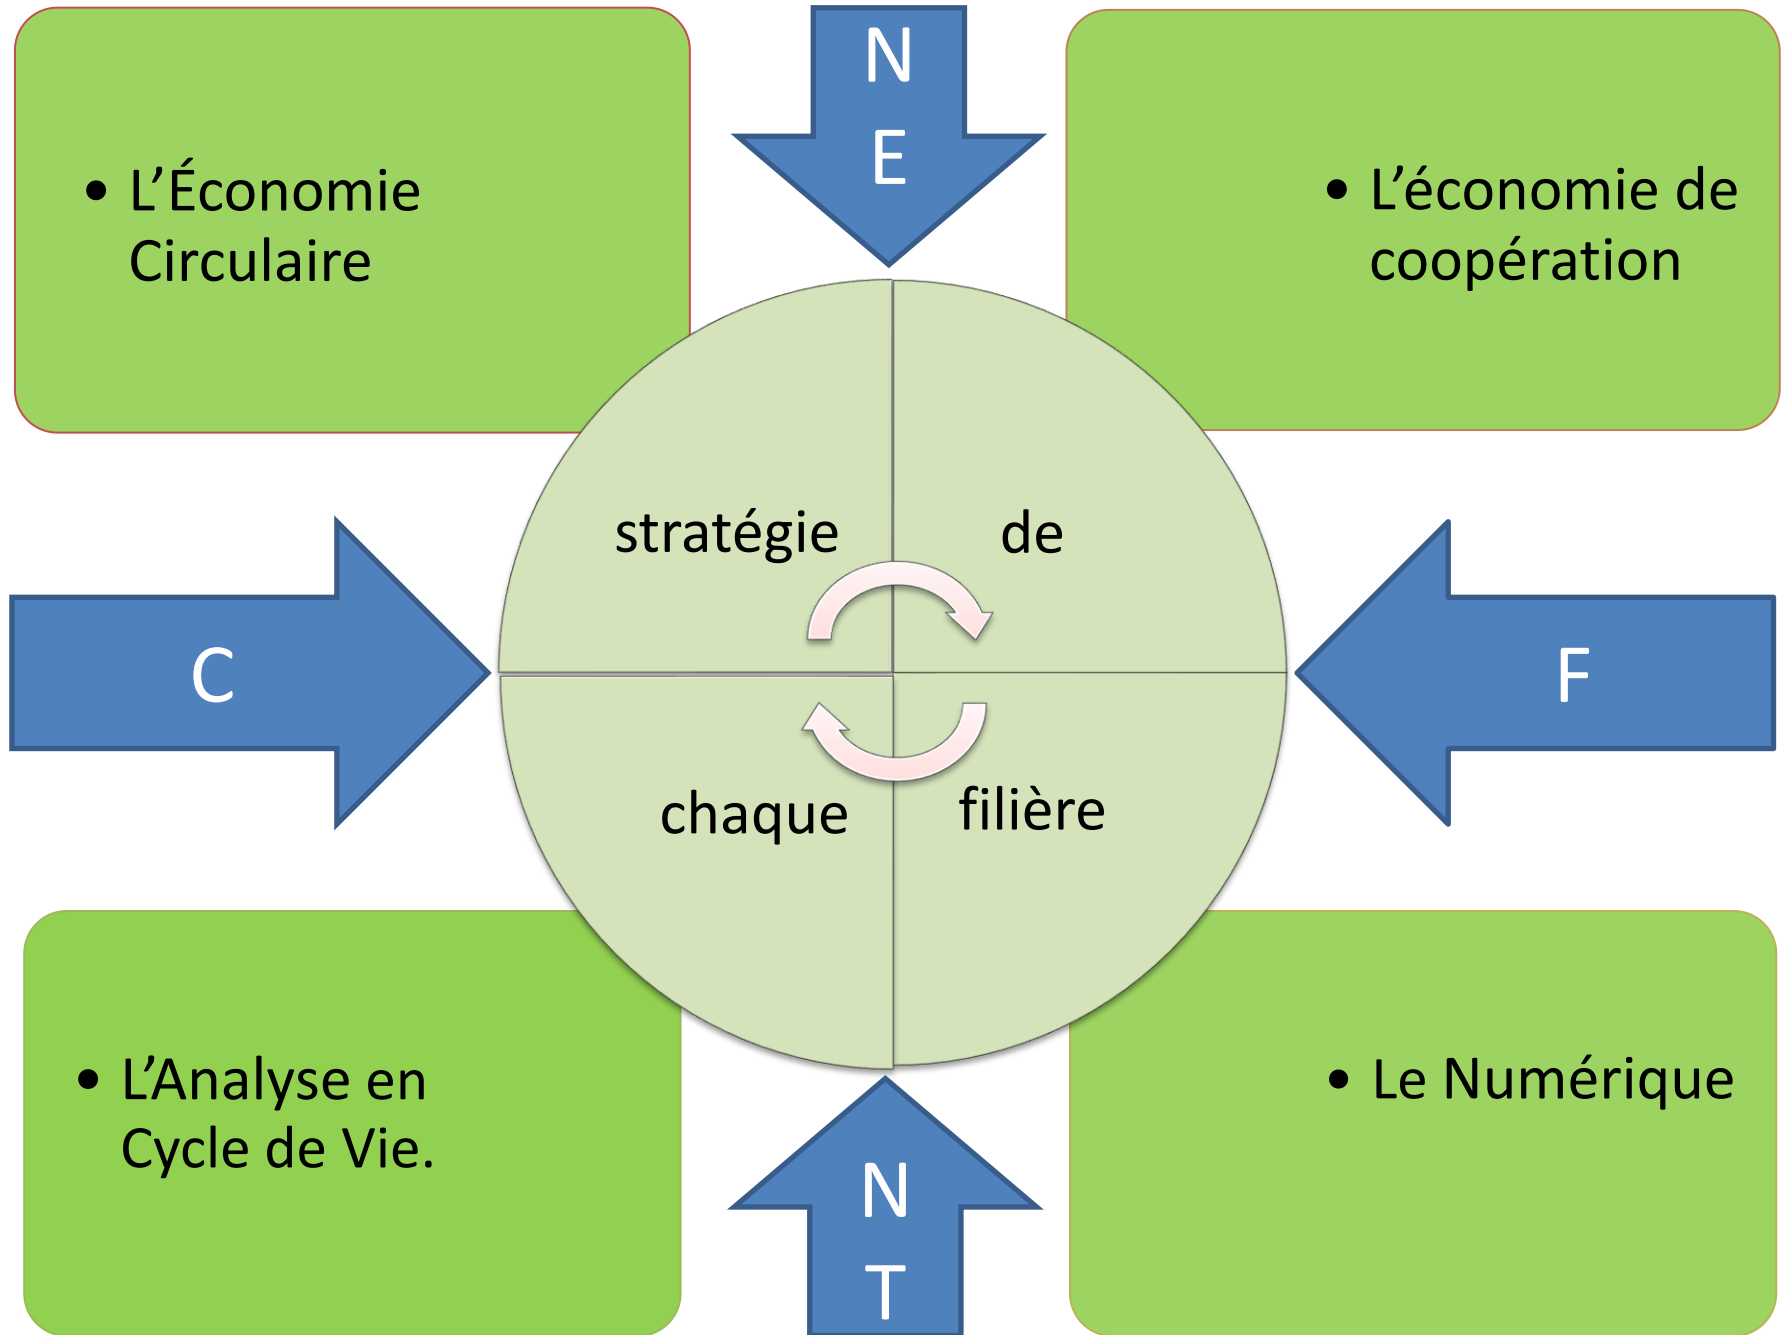 N
E
• L’Économie
Circulaire
• L’économie de
coopération
stratégie
de
C
F
chaque
filière
• L’Analyse en
Cycle de Vie.
• Le Numérique
N
T